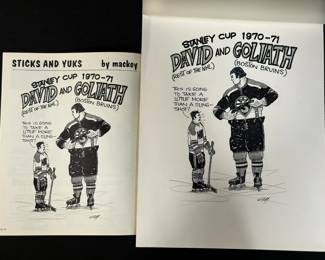 STICKS AND YUKS by mackey
STANLEY CUP 1970-71
DAVID AND GOLIATH
(REST OF THE NHL) (BOSTON BRUINS)
THIS IS GOING
TO TAKE A
LITTLE MORE
THAN A SLING-
SHOT!
STANLEY CUP 1970-71
DAVID AND GOLIATH
(REST OF THE NHL) (BOSTON BRUINS)
THIS IS GOING
TO TAKE A
LITTLE MORE
THAN A SLING-
SHOT!